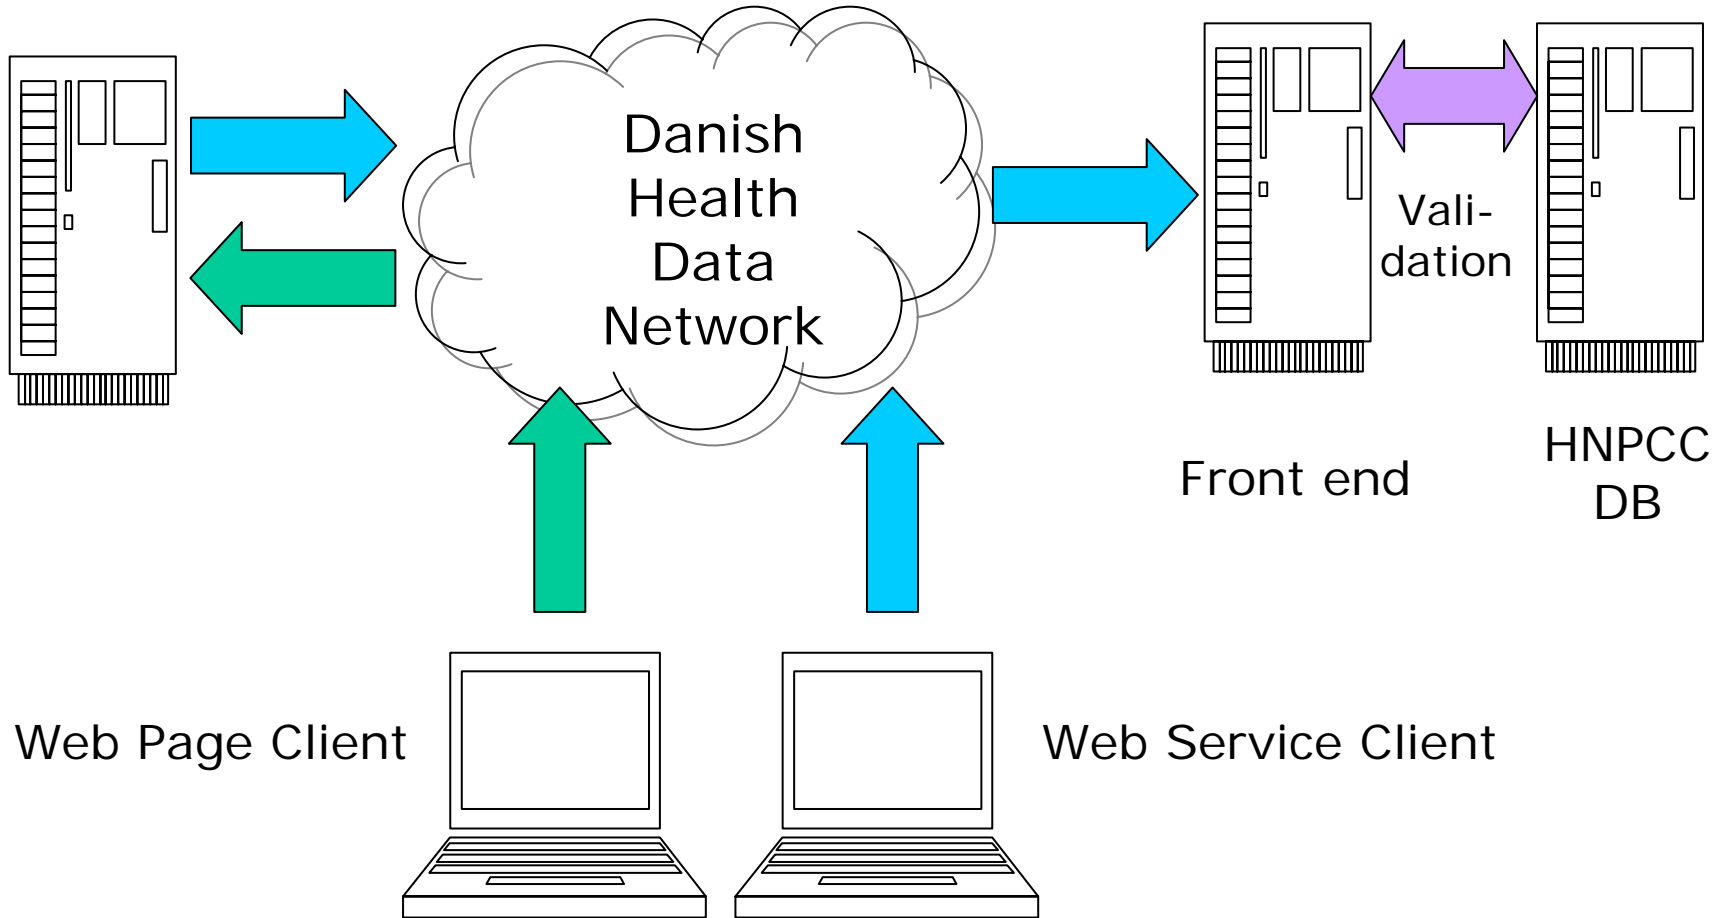 Danish
Health
Data
Network
Vali-
dation
Front end
HNPCC
DB
Web Page Client
Web Service Client